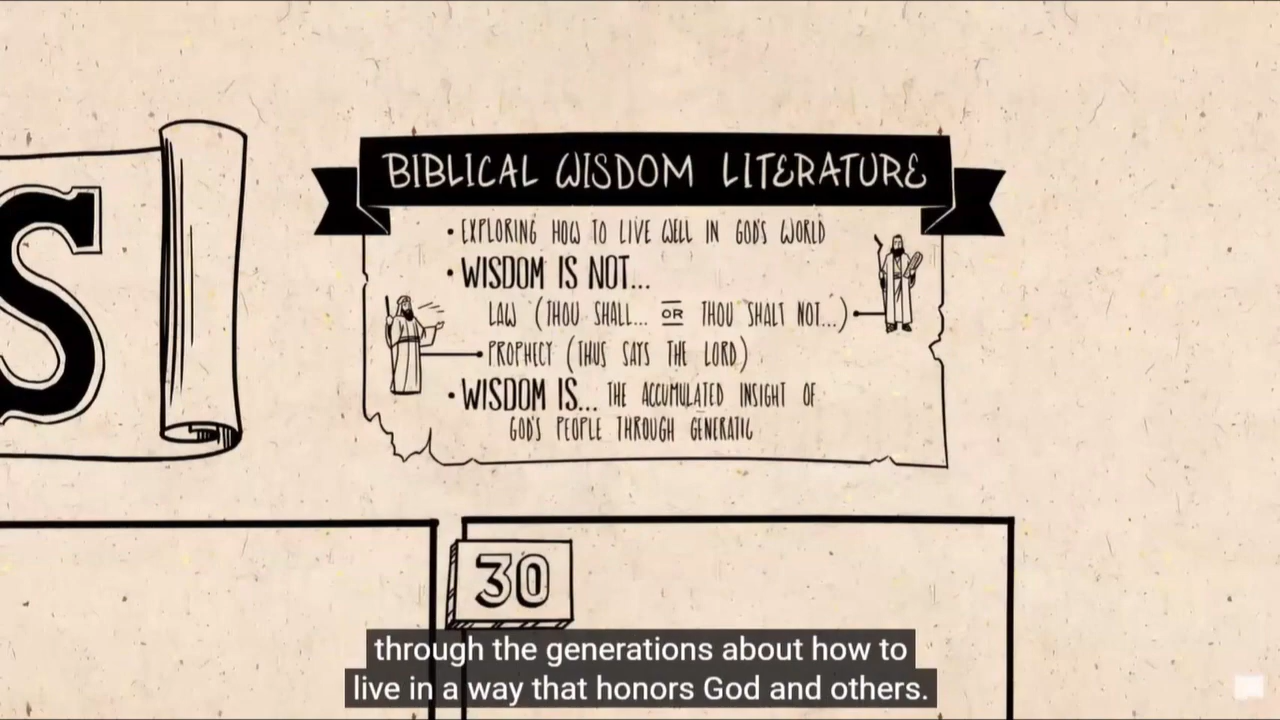 S
BIBLICAL WISDOM LITERATURE
• EXPLORING HOW TO LIVE WELL IN GOD'S WORLD
• WISDOM IS NOT...
LAW (THOU SHALL... OR THOU SHALT NOT...)
PROPHECY (THUS SAYS THE LORD)
• WISDOM IS... THE ACCUMULATED INSIGHT OF
GOD'S PEOPLE THROUGH GENERATIC
30
through the generations about how to
live in a way that honors God and others.